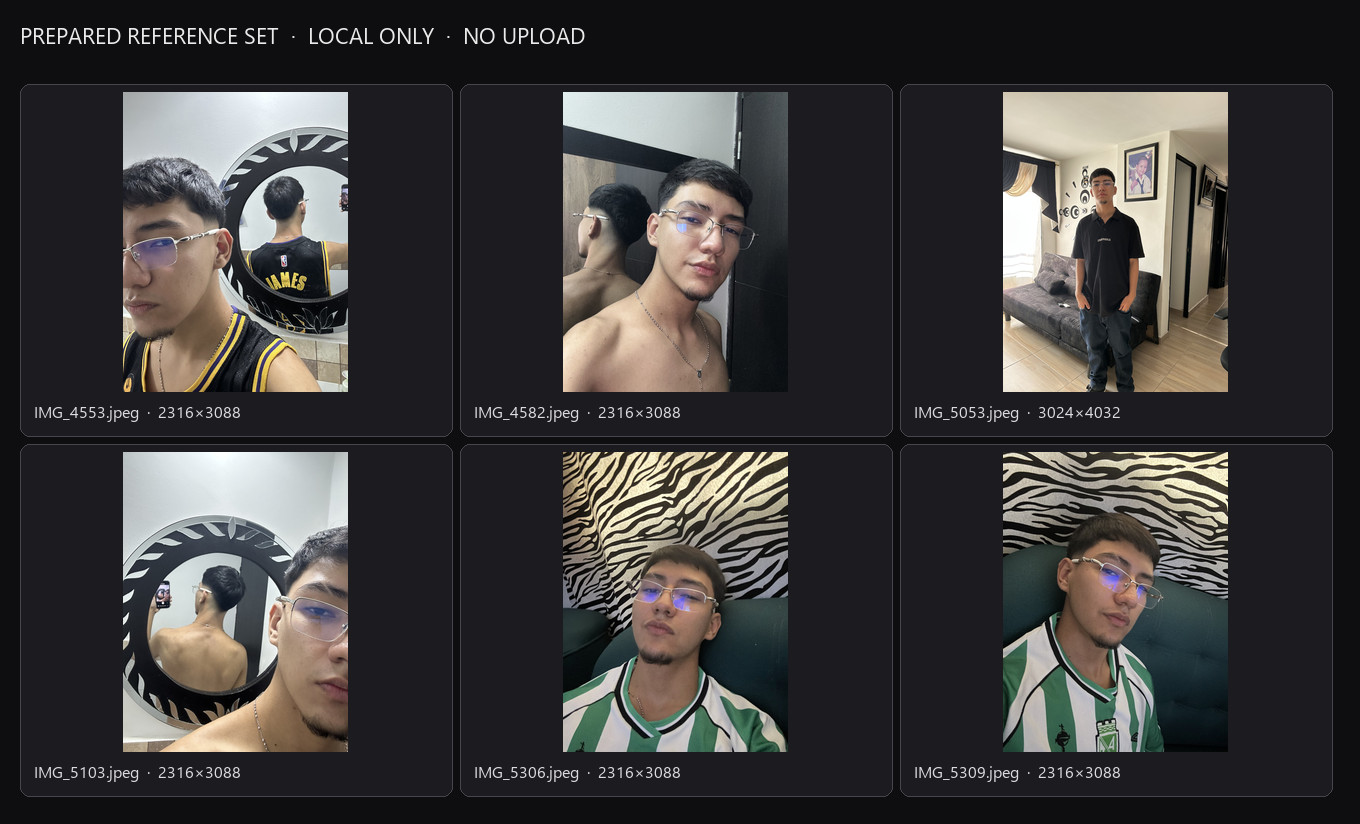 PREPARED REFERENCE SET · LOCAL ONLY · NO UPLOAD
JAMES
IMG_4553.jpeg · 2316×3088
IMG_4582.jpeg · 2316×3088
IMG_5053.jpeg · 3024×4032
IMG_5103.jpeg · 2316×3088
IMG_5306.jpeg · 2316×3088
IMG_5309.jpeg · 2316×3088